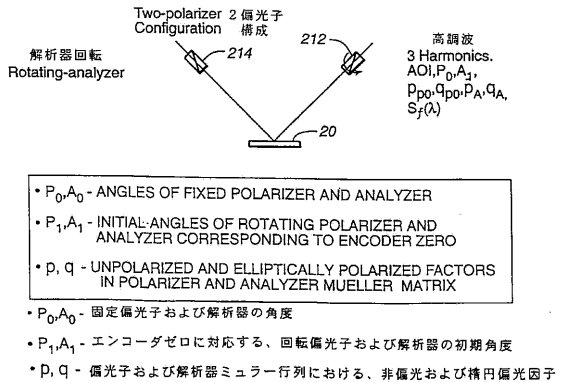 Two-polarizer 2 偏光子
Configuration 構成
解析器回転
Rotating-analyzer
214
212
高調波
3 Harmonics.
AOI,P0,A1,
pp0,qp0,pA,qA,
Sf(λ)
20
• P0,A0 - ANGLES OF FIXED POLARIZER AND ANALYZER
• P1,A1 - INITIAL-ANGLES OF ROTATING POLARIZER AND
ANALYZER CORRESPONDING TO ENCODER ZERO
• p, q - UNPOLARIZED AND ELLIPTICALLY POLARIZED FACTORS
IN POLARIZER AND ANALYZER MUELLER MATRIX
• P0,A0 - 固定偏光子および解析器の角度
• P1,A1 - エンコーダゼロに対応する、回転偏光子および解析器の初期角度
• p, q - 偏光子および解析器ミュラー行列における、非偏光および楕円偏光因子